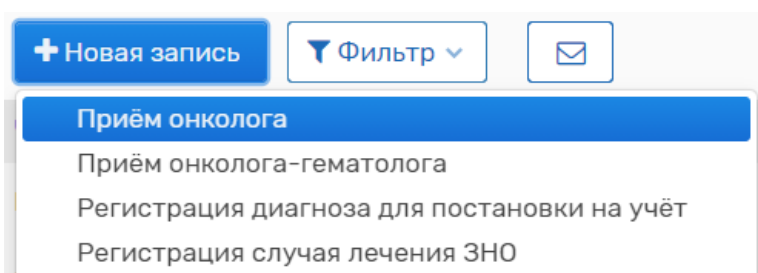 Новая запись Фильтр
Приём онколога
Приём онколога-гематолога
Регистрация диагноза для постановки на учёт
Регистрация случая лечения ЗНО